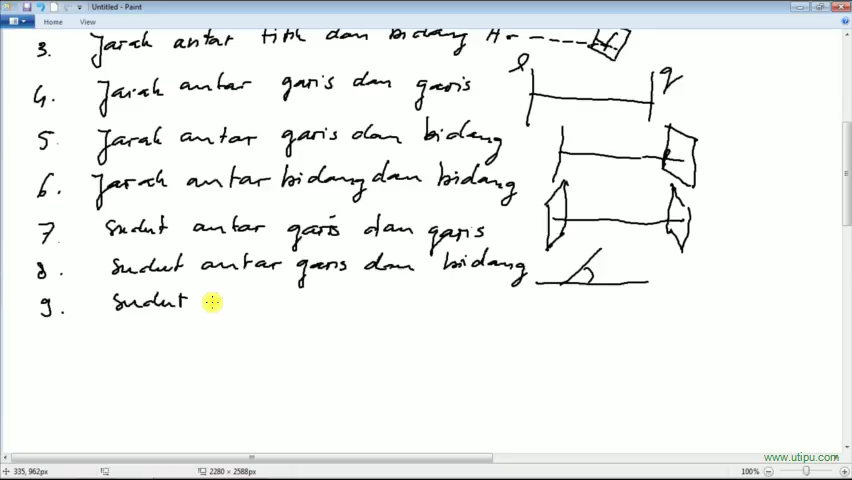 Untitled - Paint
Home View
3. Jarak antar titik dan bidang A
4. Jarak antar garis dan garis l q
5. Jarak antar garis dan bidang
6. Jarak antar bidang dan bidang
7. sudut antar garis dan garis
8. sudut antar garis dan bidang
9. sudut
www.utipu.com
335, 962px 2280 × 2588px 100%